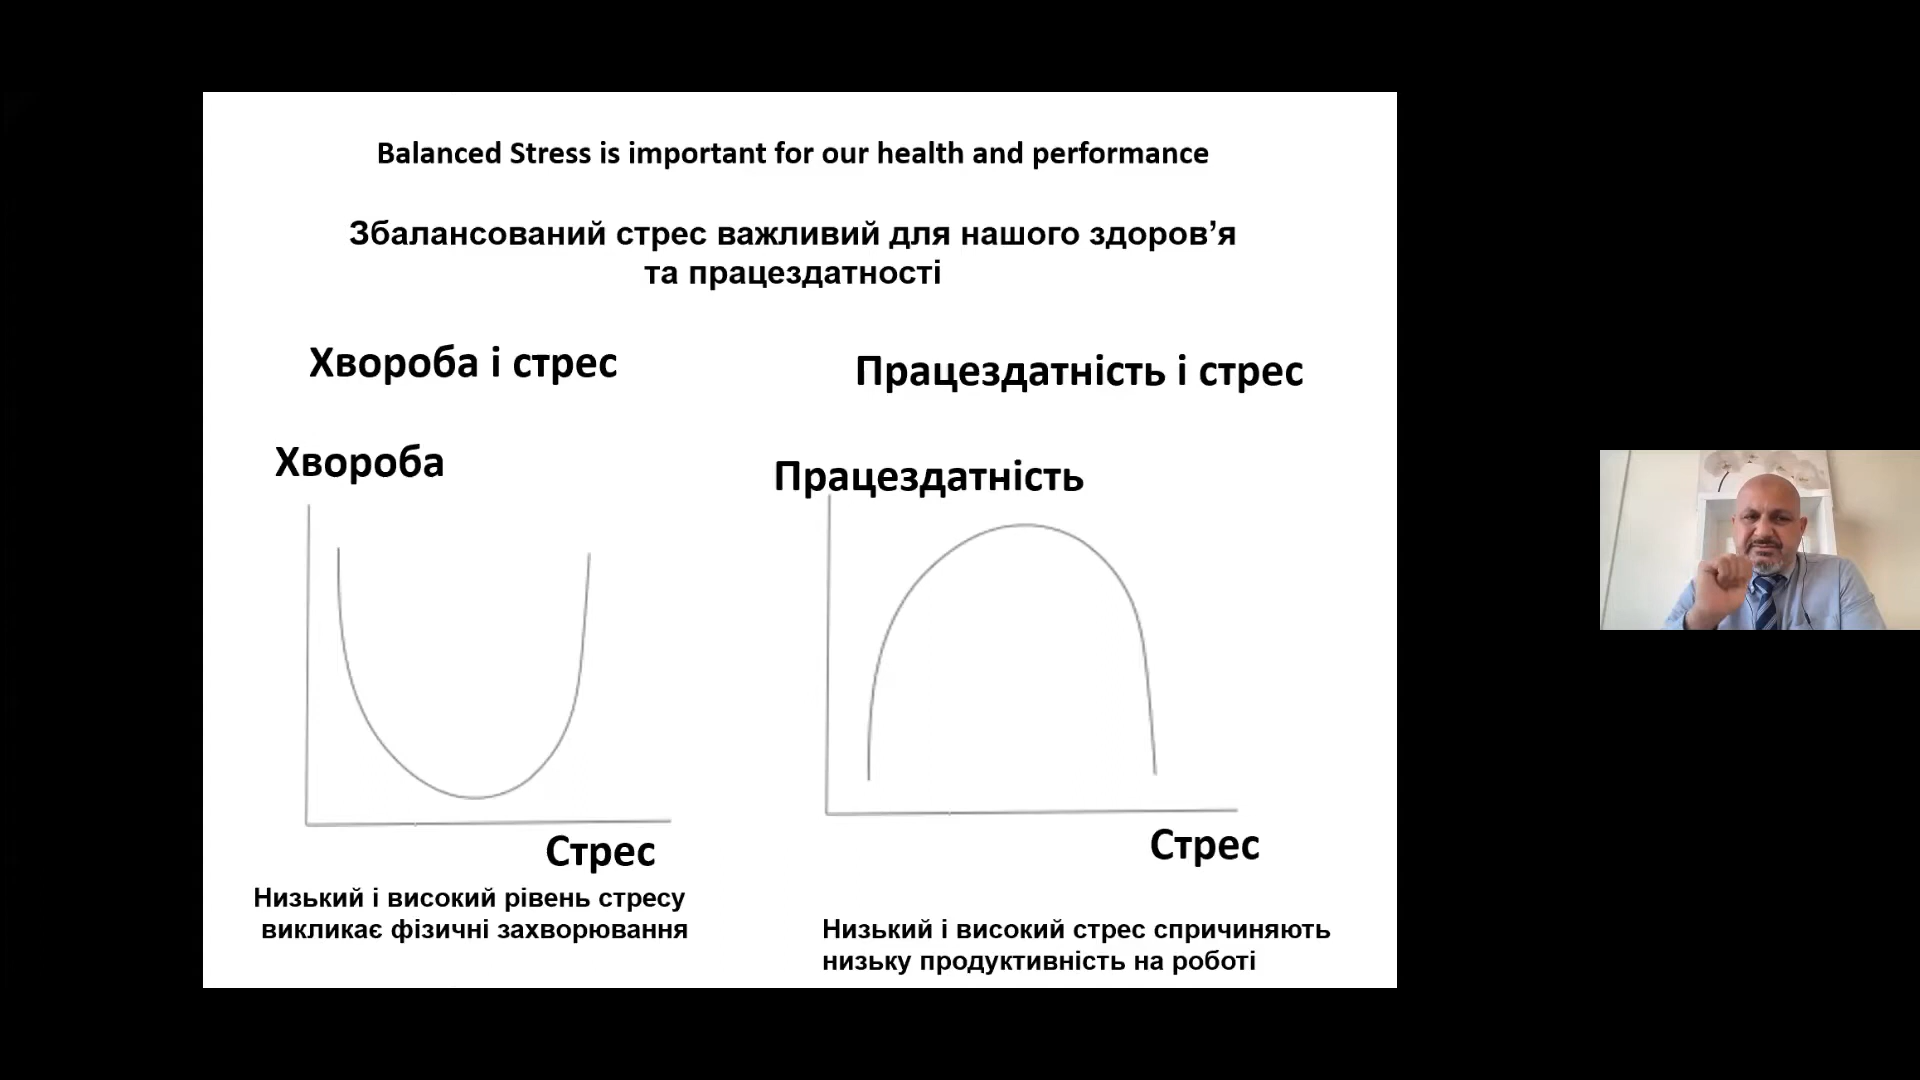 Balanced Stress is important for our health and performance
Збалансований стрес важливий для нашого здоров’я
та працездатності
Хвороба і стрес
Працездатність і стрес
Хвороба
Працездатність
Стрес
Стрес
Низький і високий рівень стресу
викликає фізичні захворювання
Низький і високий стрес спричиняють
низьку продуктивність на роботі